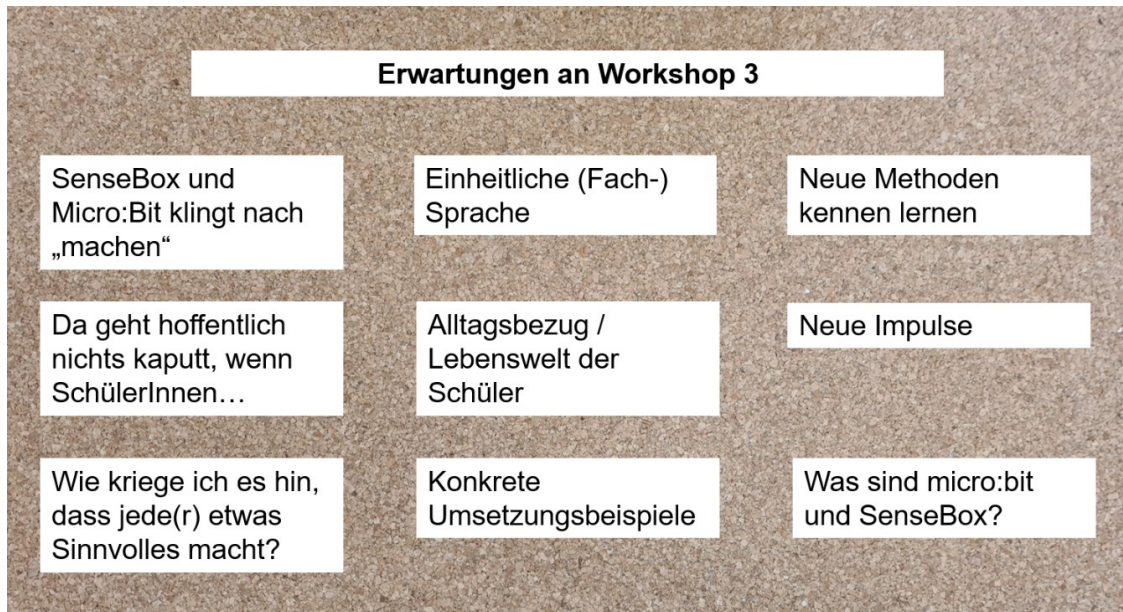 Erwartungen an Workshop 3
SenseBox und
Micro:Bit klingt nach
„machen“
Einheitliche (Fach-)
Sprache
Neue Methoden
kennen lernen
Da geht hoffentlich
nichts kaputt, wenn
SchülerInnen…
Alltagsbezug /
Lebenswelt der
Schüler
Neue Impulse
Wie kriege ich es hin,
dass jede(r) etwas
Sinnvolles macht?
Konkrete
Umsetzungsbeispiele
Was sind micro:bit
und SenseBox?